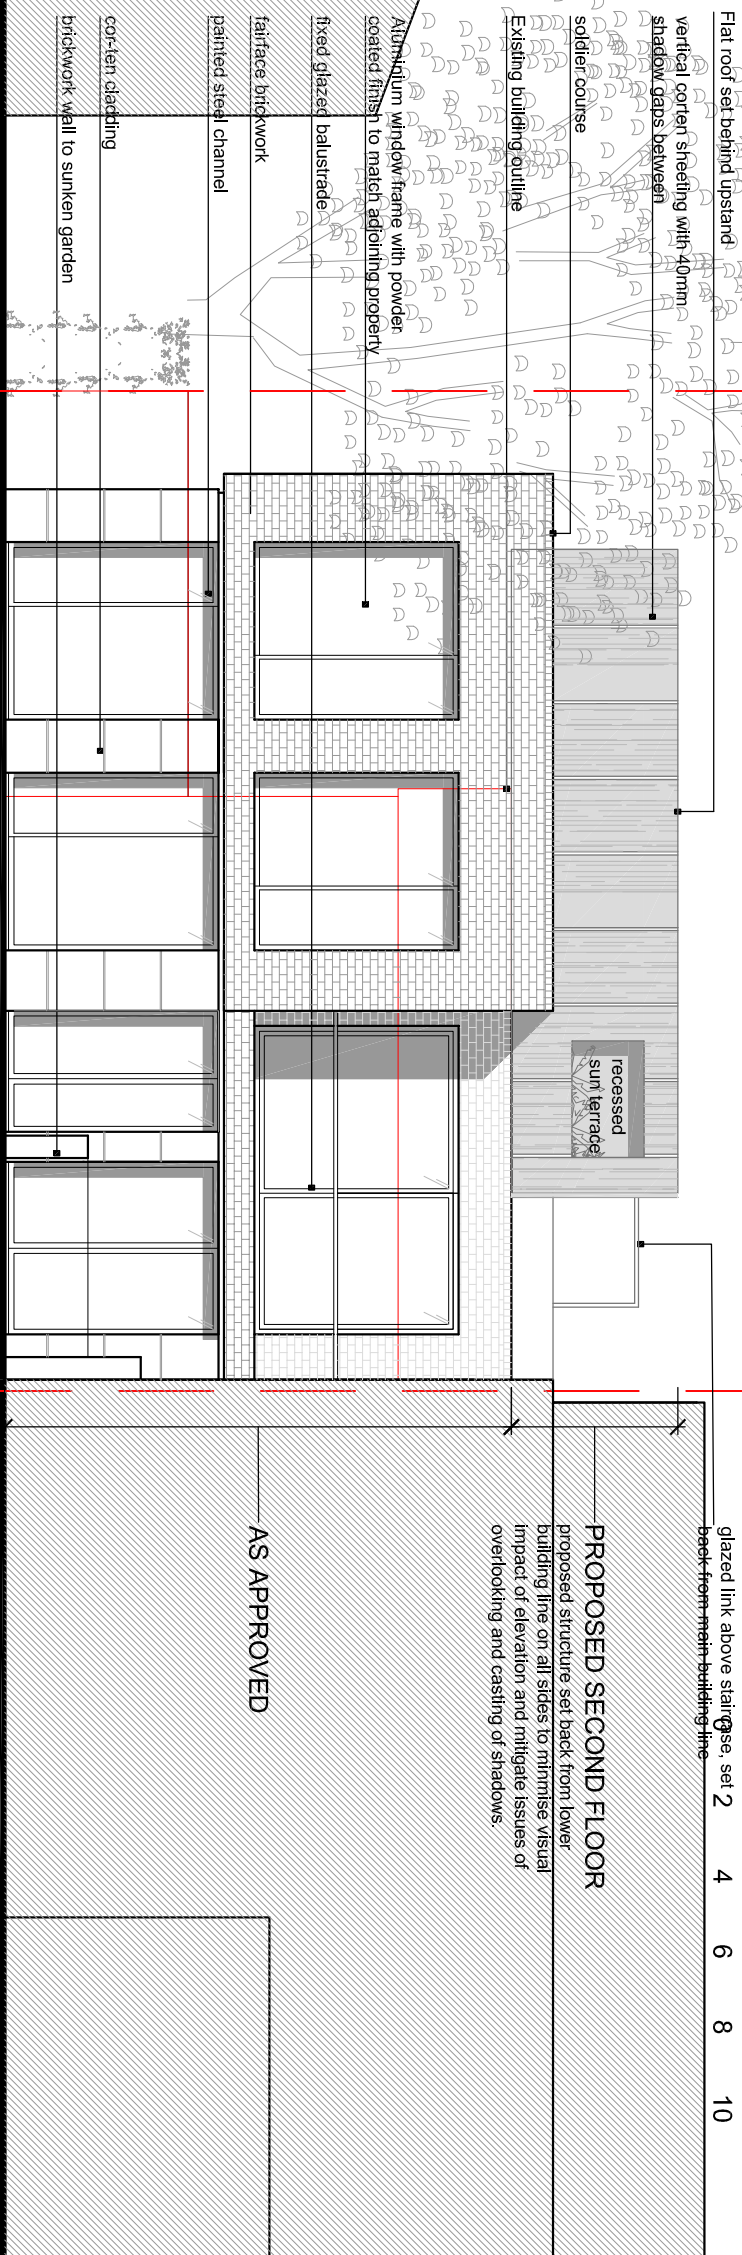 Flat roof set behind upstand
vertical corten sheeting with 40mm
shadow gaps between
soldier course
Existing building outline
Aluminium window frame with powder
coated finish to match adjoining property
fixed glazed balustrade
fairface brickwork
painted steel channel
cor-ten cladding
brickwork wall to sunken garden
recessed
sun terrace
glazed link above staircase, set
back from main building line
PROPOSED SECOND FLOOR
proposed structure set back from lower
building line on all sides to minmise visual
impact of elevation and mitigate issues of
overlooking and casting of shadows.
AS APPROVED
0 2 4 6 8 10